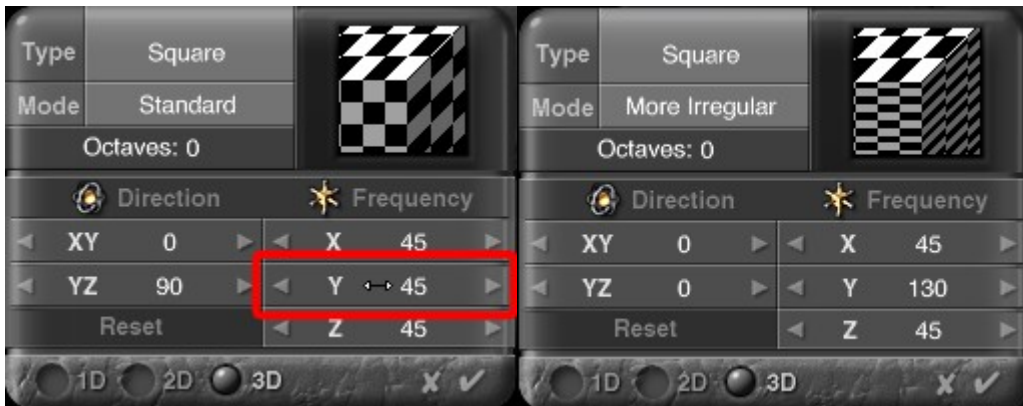 Type Square
Mode Standard
Octaves: 0
Direction Frequency
XY 0 X 45
YZ 90 Y 45
Reset Z 45
1D 2D 3D
Type Square
Mode More Irregular
Octaves: 0
Direction Frequency
XY 0 X 45
YZ 0 Y 130
Reset Z 45
1D 2D 3D